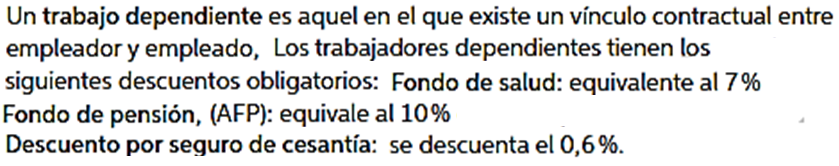 Un trabajo dependiente es aquel en el que existe un vínculo contractual entre
empleador y empleado, Los trabajadores dependientes tienen los
siguientes descuentos obligatorios: Fondo de salud: equivalente al 7%
Fondo de pensión, (AFP): equivale al 10%
Descuento por seguro de cesantía: se descuenta el 0,6%.